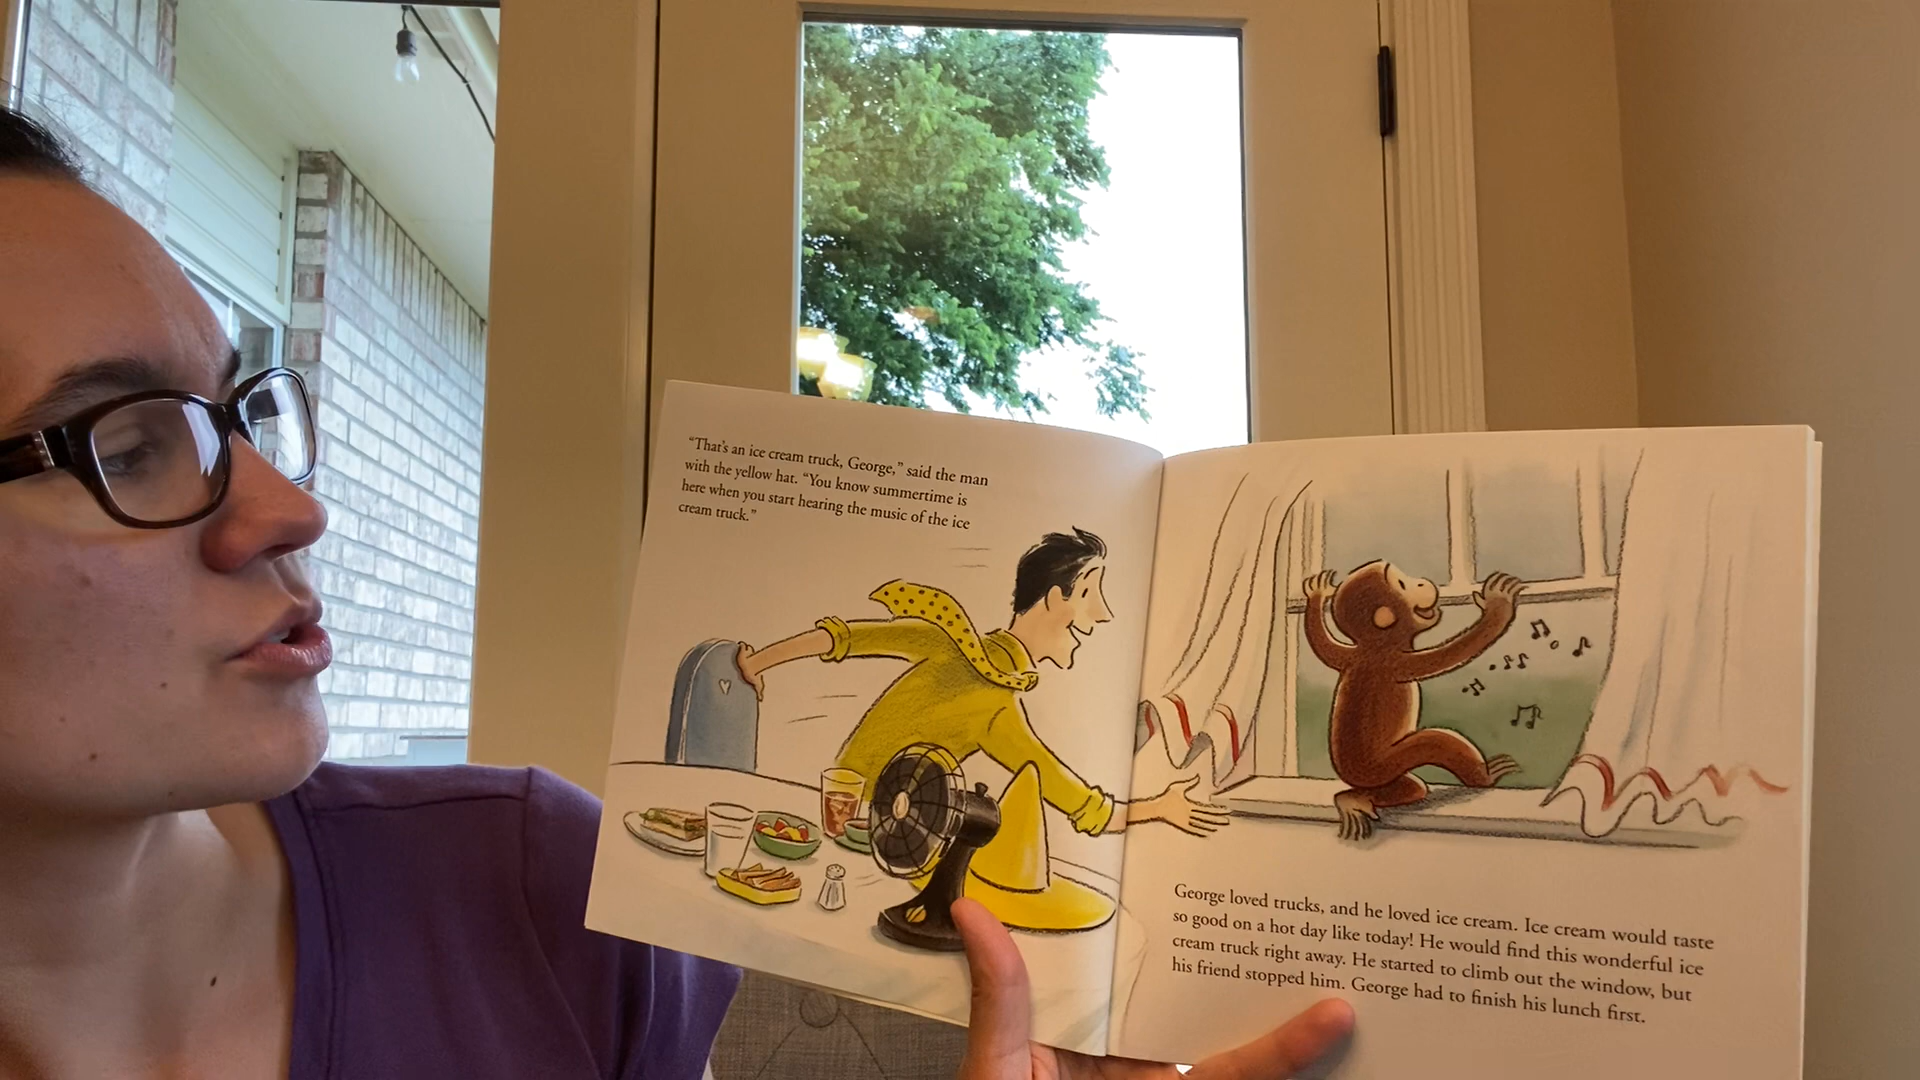 “That’s an ice cream truck, George,” said the man
with the yellow hat. “You know summertime is
here when you start hearing the music of the ice
cream truck.”
George loved trucks, and he loved ice cream. Ice cream would taste
so good on a hot day like today! He would find this wonderful ice
cream truck right away. He started to climb out the window, but
his friend stopped him. George had to finish his lunch first.